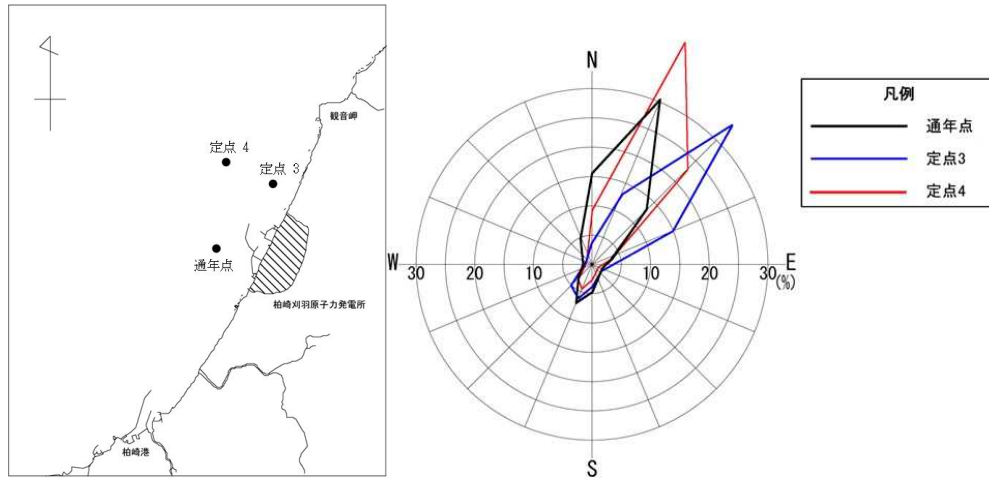 観音岬
定点 4
定点 3
通年点
柏崎刈羽原子力発電所
柏崎港
N
W
E
S
30
20
10
10
20
30
(%)
凡例
通年点
定点3
定点4